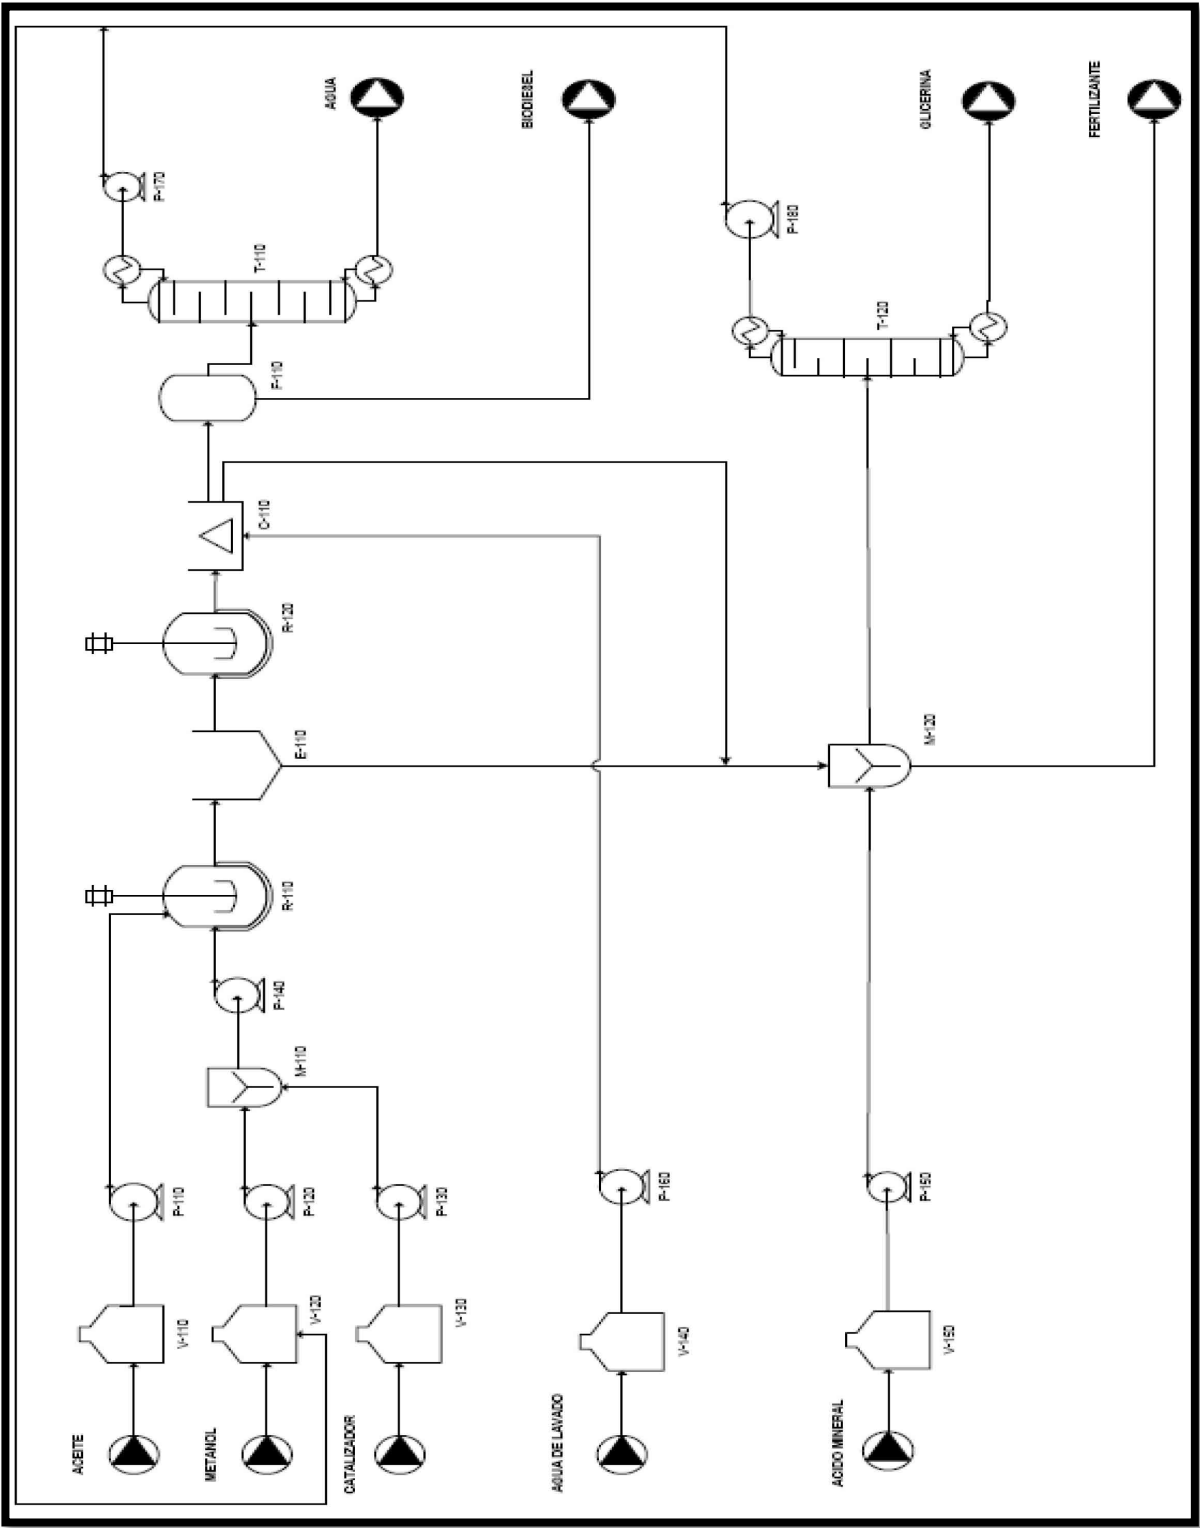 ACEITE
V-110
P-110
METANOL
V-120
P-120
CATALIZADOR
V-130
P-130
M-110
P-140
R-110
E-110
R-120
C-110
F-110
T-110
P-170
AGUA
BIODIESEL
AGUA DE LAVADO
V-140
P-160
ACIDO MINERAL
V-150
P-150
M-120
T-120
P-180
GLICERINA
FERTILIZANTE